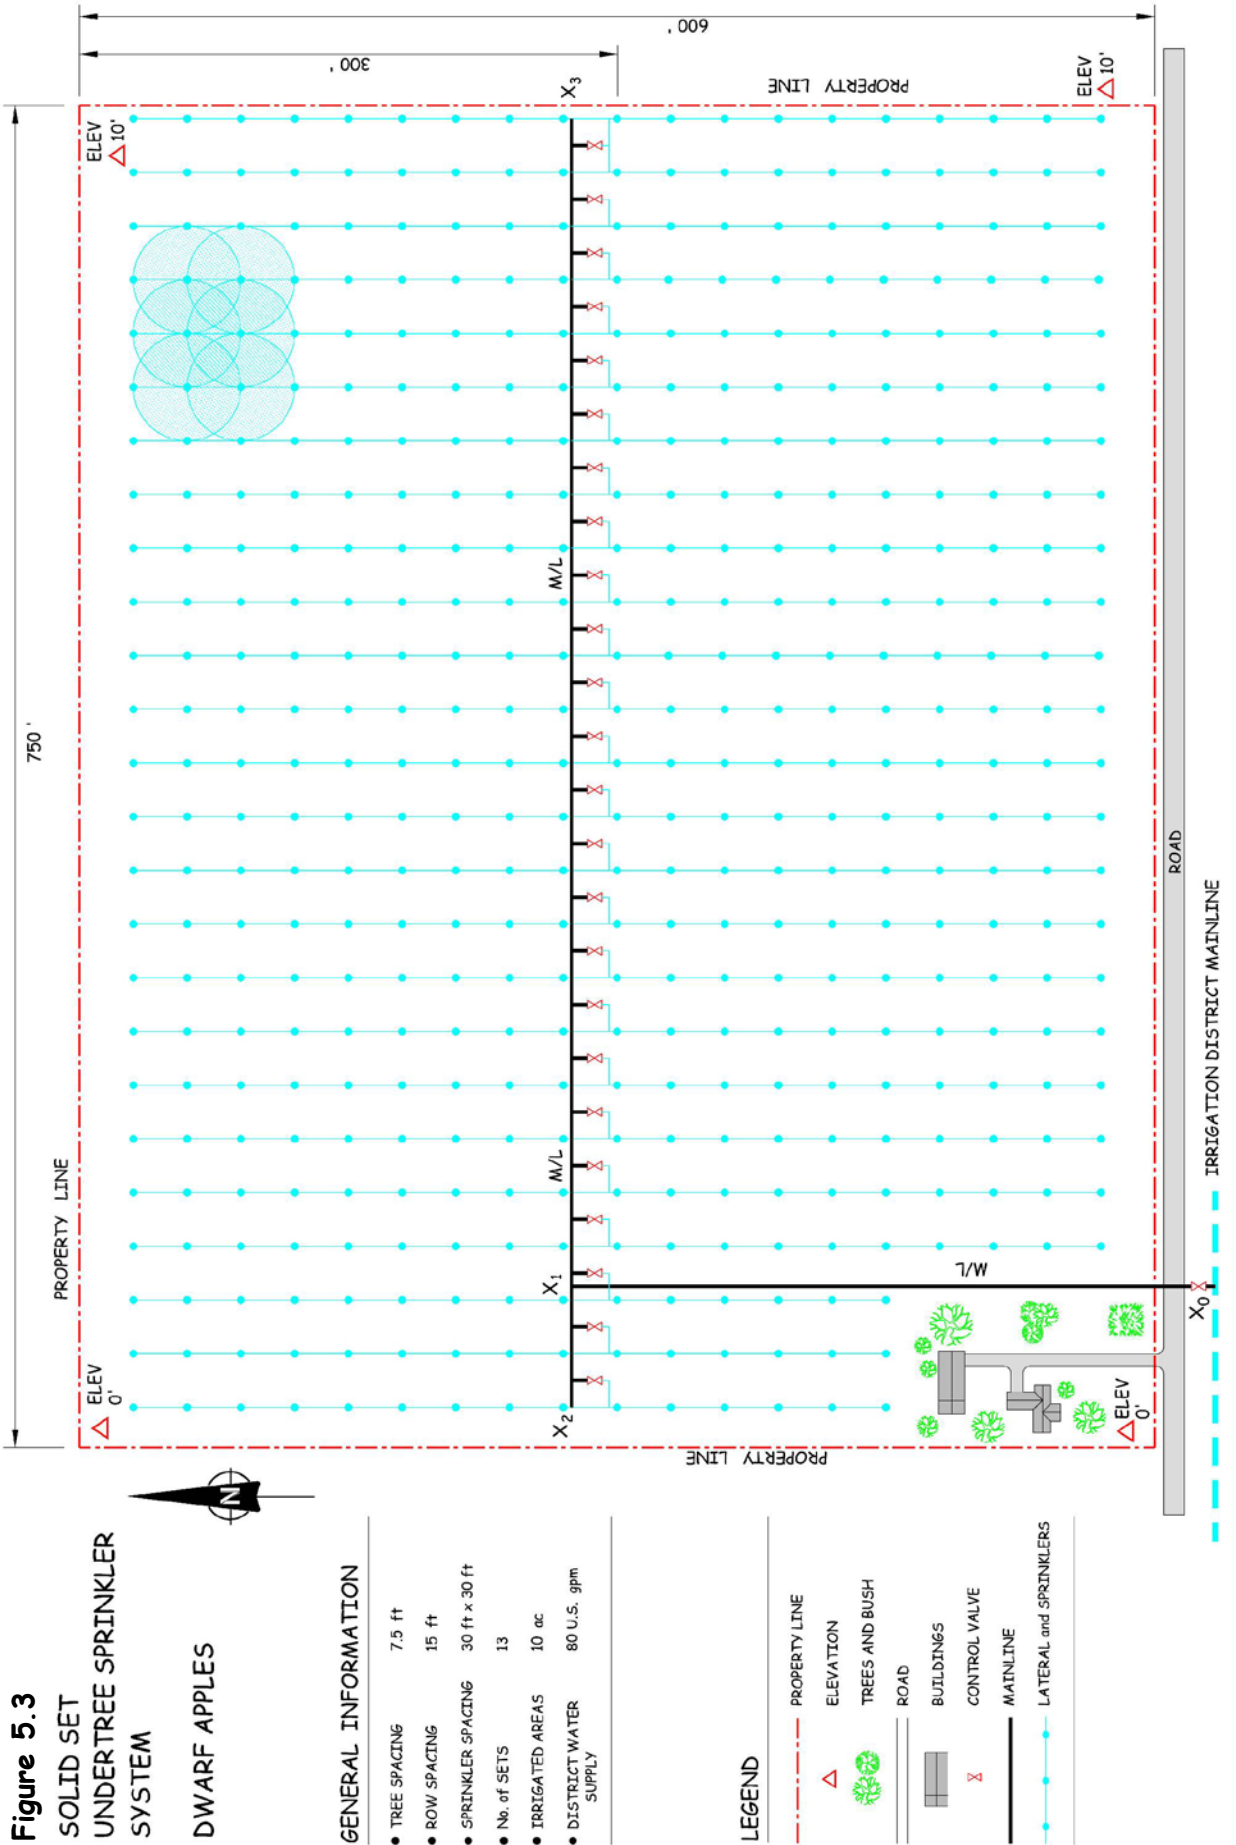 Figure 5.3
SOLID SET
UNDERTREE SPRINKLER
SYSTEM
DWARF APPLES
GENERAL INFORMATION
• TREE SPACING 7.5 ft
• ROW SPACING 15 ft
• SPRINKLER SPACING 30 ft x 30 ft
• No. of SETS 13
• IRRIGATED AREAS 10 ac
• DISTRICT WATER SUPPLY 80 U.S. gpm
LEGEND
PROPERTY LINE
ELEVATION
TREES AND BUSH
ROAD
BUILDINGS
CONTROL VALVE
MAINLINE
LATERAL and SPRINKLERS
N
750 '
PROPERTY LINE
ELEV
0'
ELEV
10'
300 '
600 '
X3
M/L
M/L
X1
X2
M/L
PROPERTY LINE
PROPERTY LINE
ELEV
0'
ELEV
10'
ROAD
X0
IRRIGATION DISTRICT MAINLINE